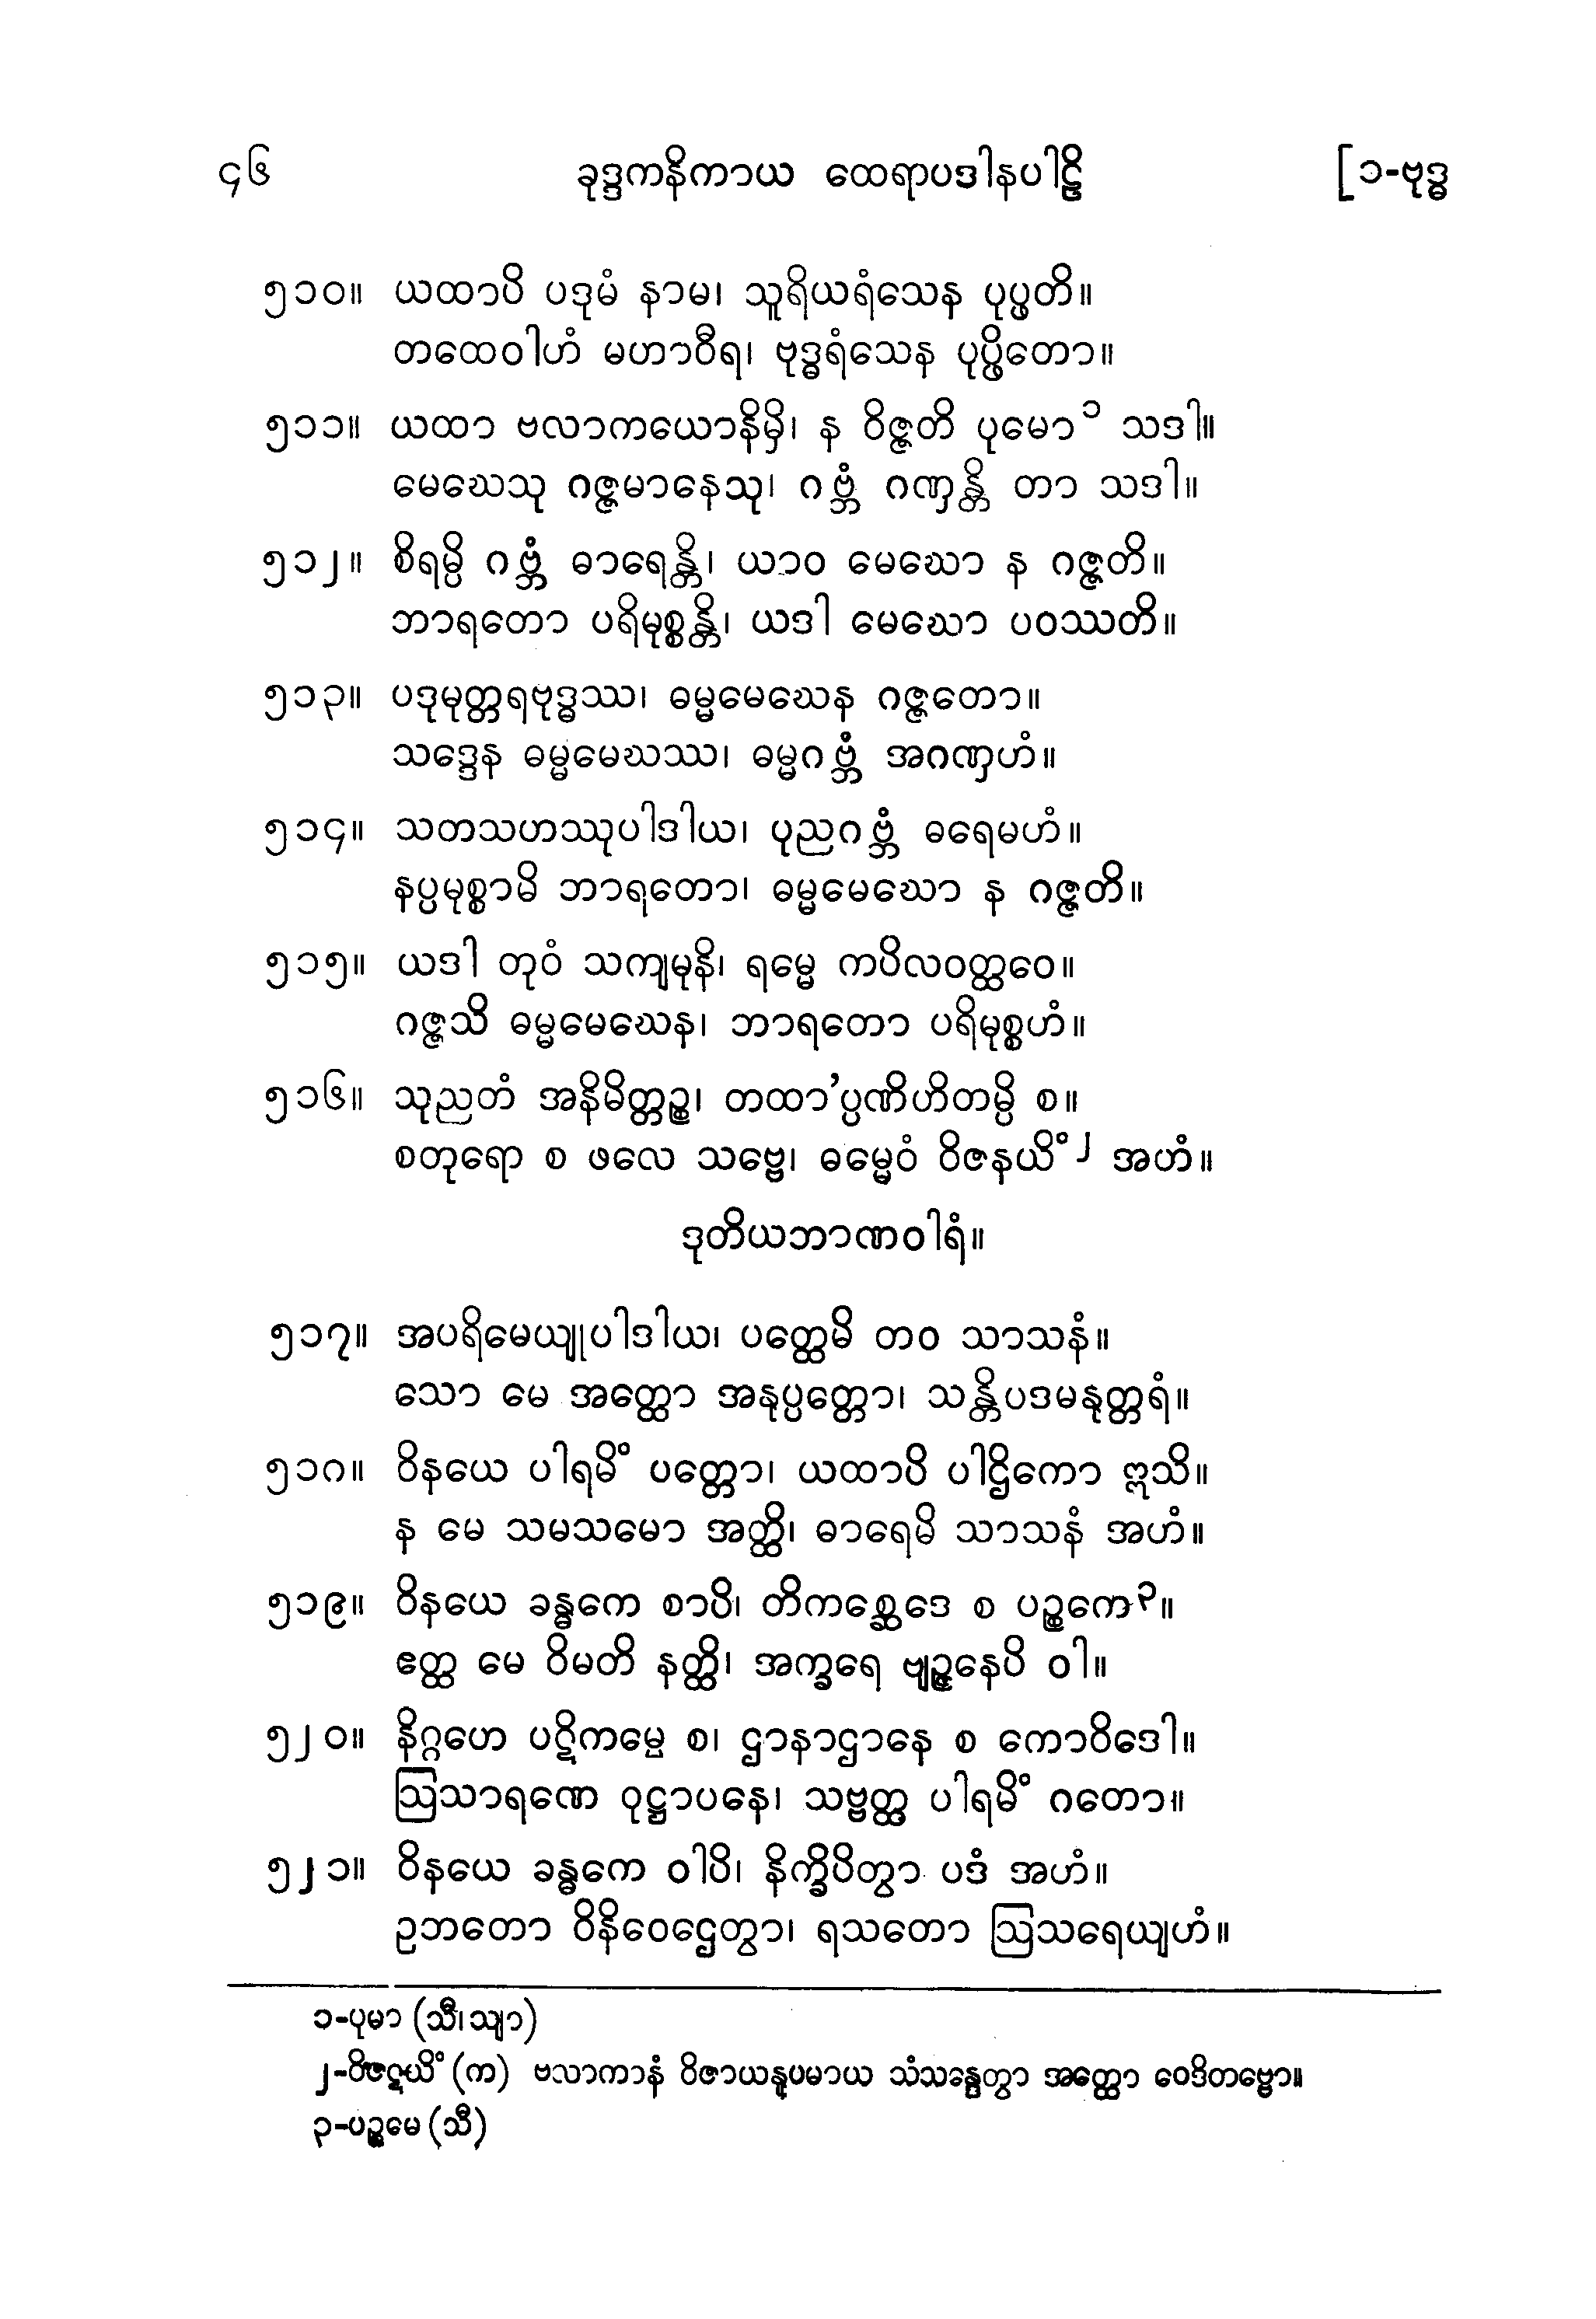 ၄၆ ခုဒ္ဒကနိကာယ ထေရာပဒါနပါဠိ [၁-ဗုဒ္ဓ
၅၁၀။ ယထာပိ ပဒုမံ နာမ၊ သူရိယရံသေန ပုပ္ဖတိ။
တထေဝါဟံ မဟာဝီရ၊ ဗုဒ္ဓရံသေန ပုပ္ဖိတော။
၅၁၁။ ယထာ ဗလာကယောနိမှိ၊ န ဝိဇ္ဇတိ ပုမော၁ သဒါ။
မေဃေသု ဂဇ္ဇမာနေသု၊ ဂဗ္ဘံ ဂဏှန္တိ တာ သဒါ။
၅၁၂။ စိရမ္ပိ ဂဗ္ဘံ ဓာရေန္တိ၊ ယာဝ မေဃော န ဂဇ္ဇတိ။
ဘာရတော ပရိမုစ္စန္တိ၊ ယဒါ မေဃော ပဝဿတိ။
၅၁၃။ ပဒုမုတ္တရဗုဒ္ဓဿ၊ ဓမ္မမေဃေန ဂဇ္ဇတော။
သဒ္ဒေန ဓမ္မမေဃဿ၊ ဓမ္မဂဗ္ဘံ အဂဏှဟံ။
၅၁၄။ သတသဟဿုပါဒါယ၊ ပုညဂဗ္ဘံ ဓရေမဟံ။
နပ္ပမုစ္စာမိ ဘာရတော၊ ဓမ္မမေဃော န ဂဇ္ဇတိ။
၅၁၅။ ယဒါ တုဝံ သကျမုနိ၊ ရမ္မေ ကပိလဝတ္ထဝေ။
ဂဇ္ဇသိ ဓမ္မမေဃေန၊ ဘာရတော ပရိမုစ္စဟံ။
၅၁၆။ သုညတံ အနိမိတ္တဉ္စ၊ တထာ’ပ္ပဏိဟိတမ္ပိ စ။
စတုရော စ ဖလေ သဗ္ဗေ၊ ဓမ္မေဝံ ဝိဇနယိံ၂ အဟံ။
ဒုတိယဘာဏဝါရံ။
၅၁၇။ အပရိမေယျုပါဒါယ၊ ပတ္ထေမိ တဝ သာသနံ။
သော မေ အတ္ထော အနုပ္ပတ္တော၊ သန္တိပဒမနုတ္တရံ။
၅၁၈။ ဝိနယေ ပါရမိံ ပတ္တော၊ ယထာပိ ပါဌိကော ဣသိ။
န မေ သမသမော အတ္ထိ၊ ဓာရေမိ သာသနံ အဟံ။
၅၁၉။ ဝိနယေ ခန္ဓကေ စာပိ၊ တိကစ္ဆေဒေ စ ပဉ္စကေ၃။
ဧတ္ထ မေ ဝိမတိ နတ္ထိ၊ အက္ခရေ ဗျဉ္ဇနေပိ ဝါ။
၅၂၀။ နိဂ္ဂဟေ ပဋိကမ္မေ စ၊ ဌာနာဌာနေ စ ကောဝိဒေါ။
ဩသာရဏေ ဝုဋ္ဌာပနေ၊ သဗ္ဗတ္ထ ပါရမိံ ဂတော။
၅၂၁။ ဝိနယေ ခန္ဓကေ ဝါပိ၊ နိက္ခိပိတွာ ပဒံ အဟံ။
ဥဘတော ဝိနိဝေဌေတွာ၊ ရသတော ဩသရေယျဟံ။
၁-ပုမာ (သီ၊သျာ)
၂-ဝိဇဋယိံ (က) ဗလာကာနံ ဝိဇာယနူပမာယ သံသန္ဒေတွာ အတ္ထော ဝေဒိတဗ္ဗော။
၃-ပဉ္စမေ (သီ)